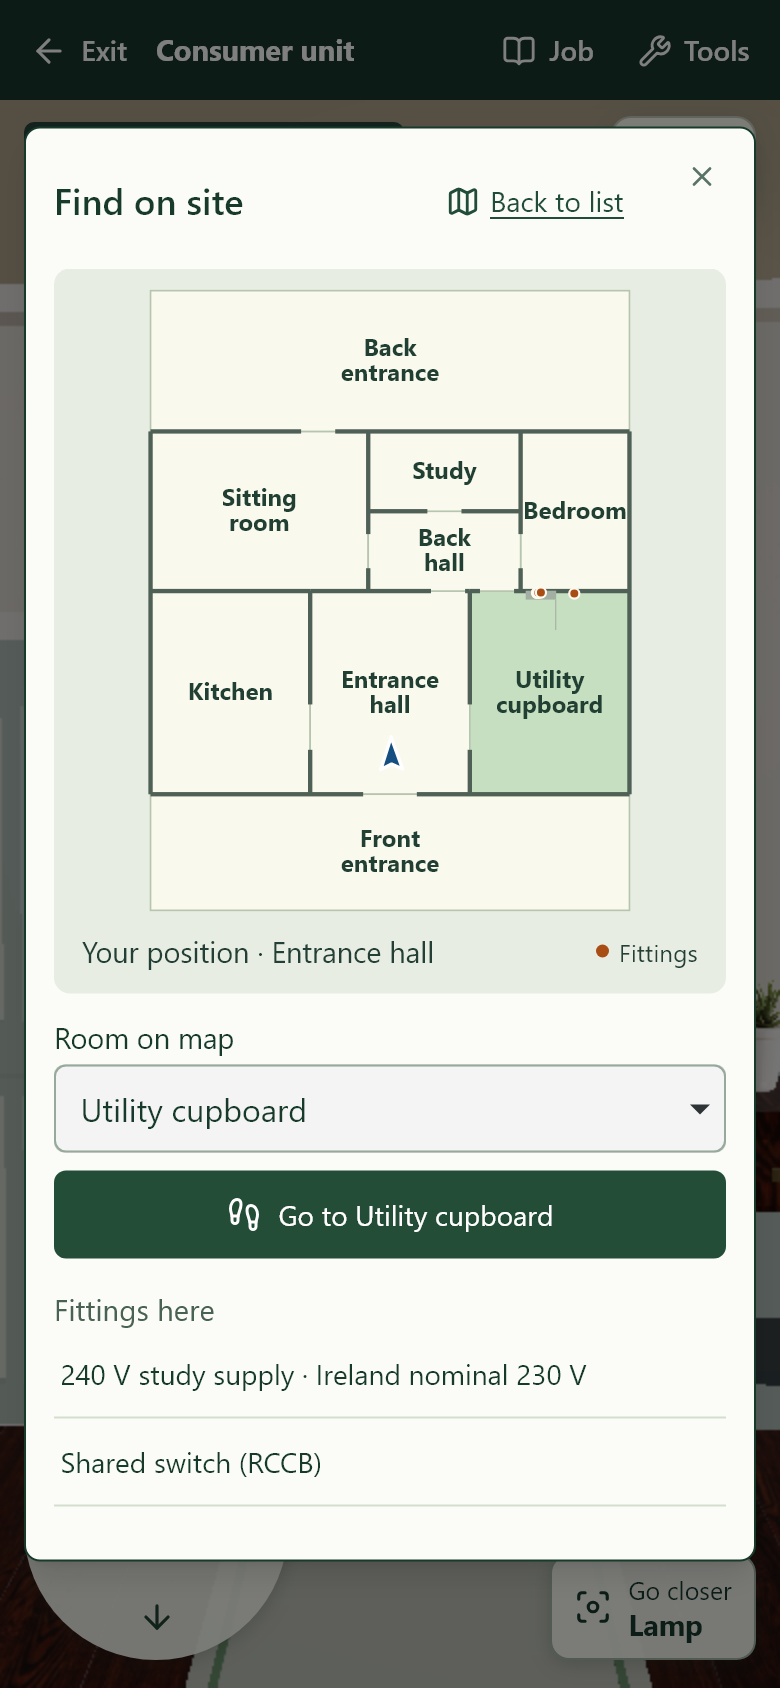 Exit
Consumer unit
Job
Tools
Find on site
Back to list
Back
entrance
Sitting
room
Study
Bedroom
Back
hall
Kitchen
Entrance
hall
Utility
cupboard
Front
entrance
Your position · Entrance hall
Fittings
Room on map
Utility cupboard
Go to Utility cupboard
Fittings here
240 V study supply · Ireland nominal 230 V
Shared switch (RCCB)
Go closer
Lamp